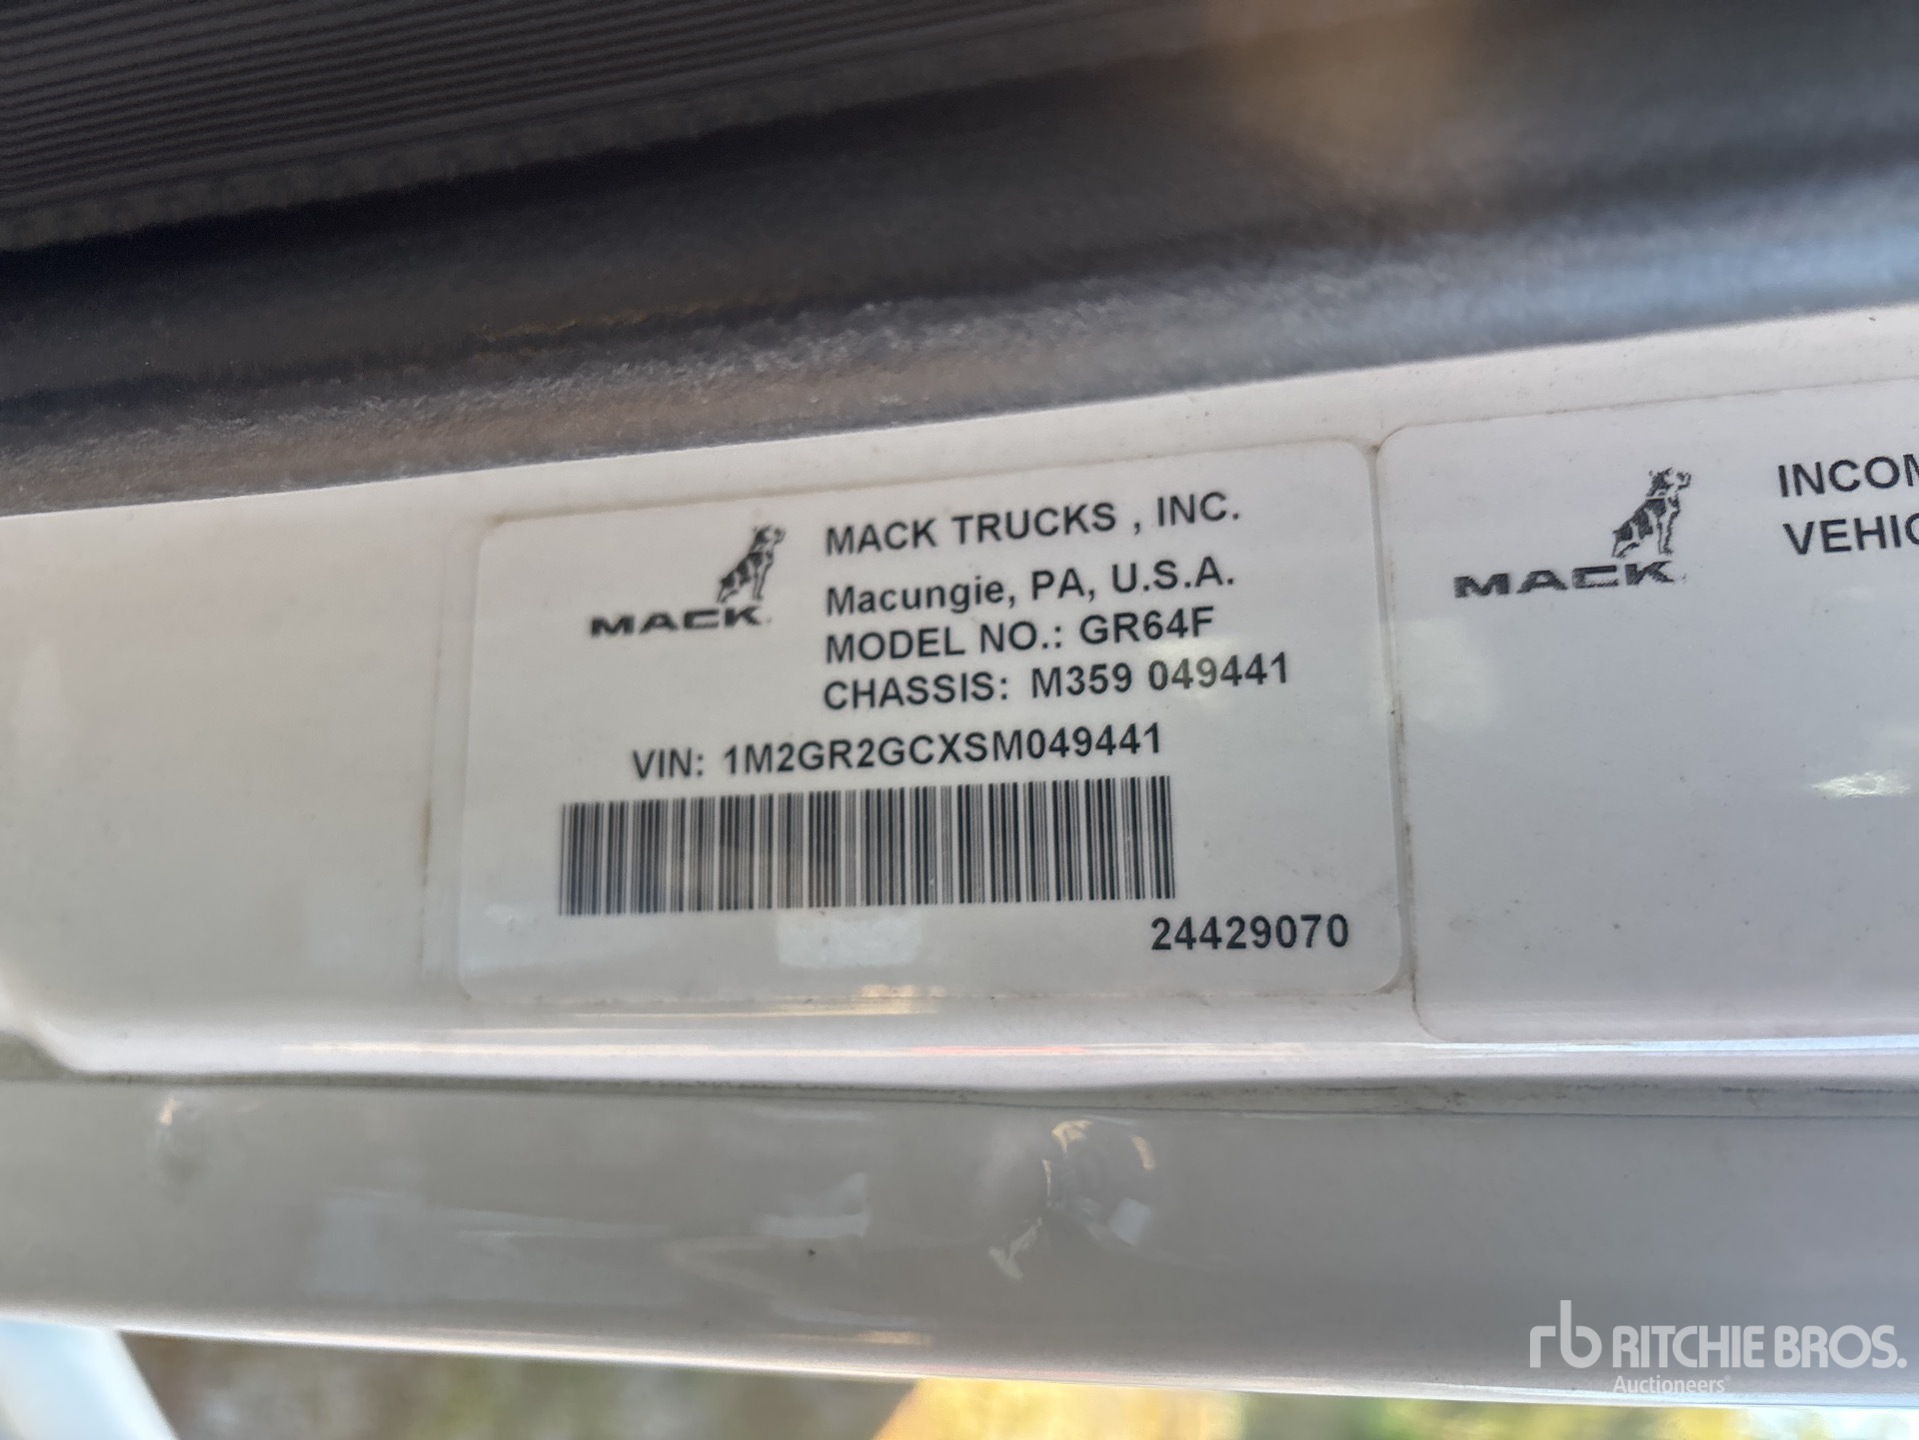 MACK
MACK TRUCKS , INC.
Macungie, PA, U.S.A.
MODEL NO.: GR64F
CHASSIS: M359 049441
VIN: 1M2GR2GCXSM049441
24429070
MACK
INCOM
VEHIC
rb RITCHIE BROS.
Auctioneers